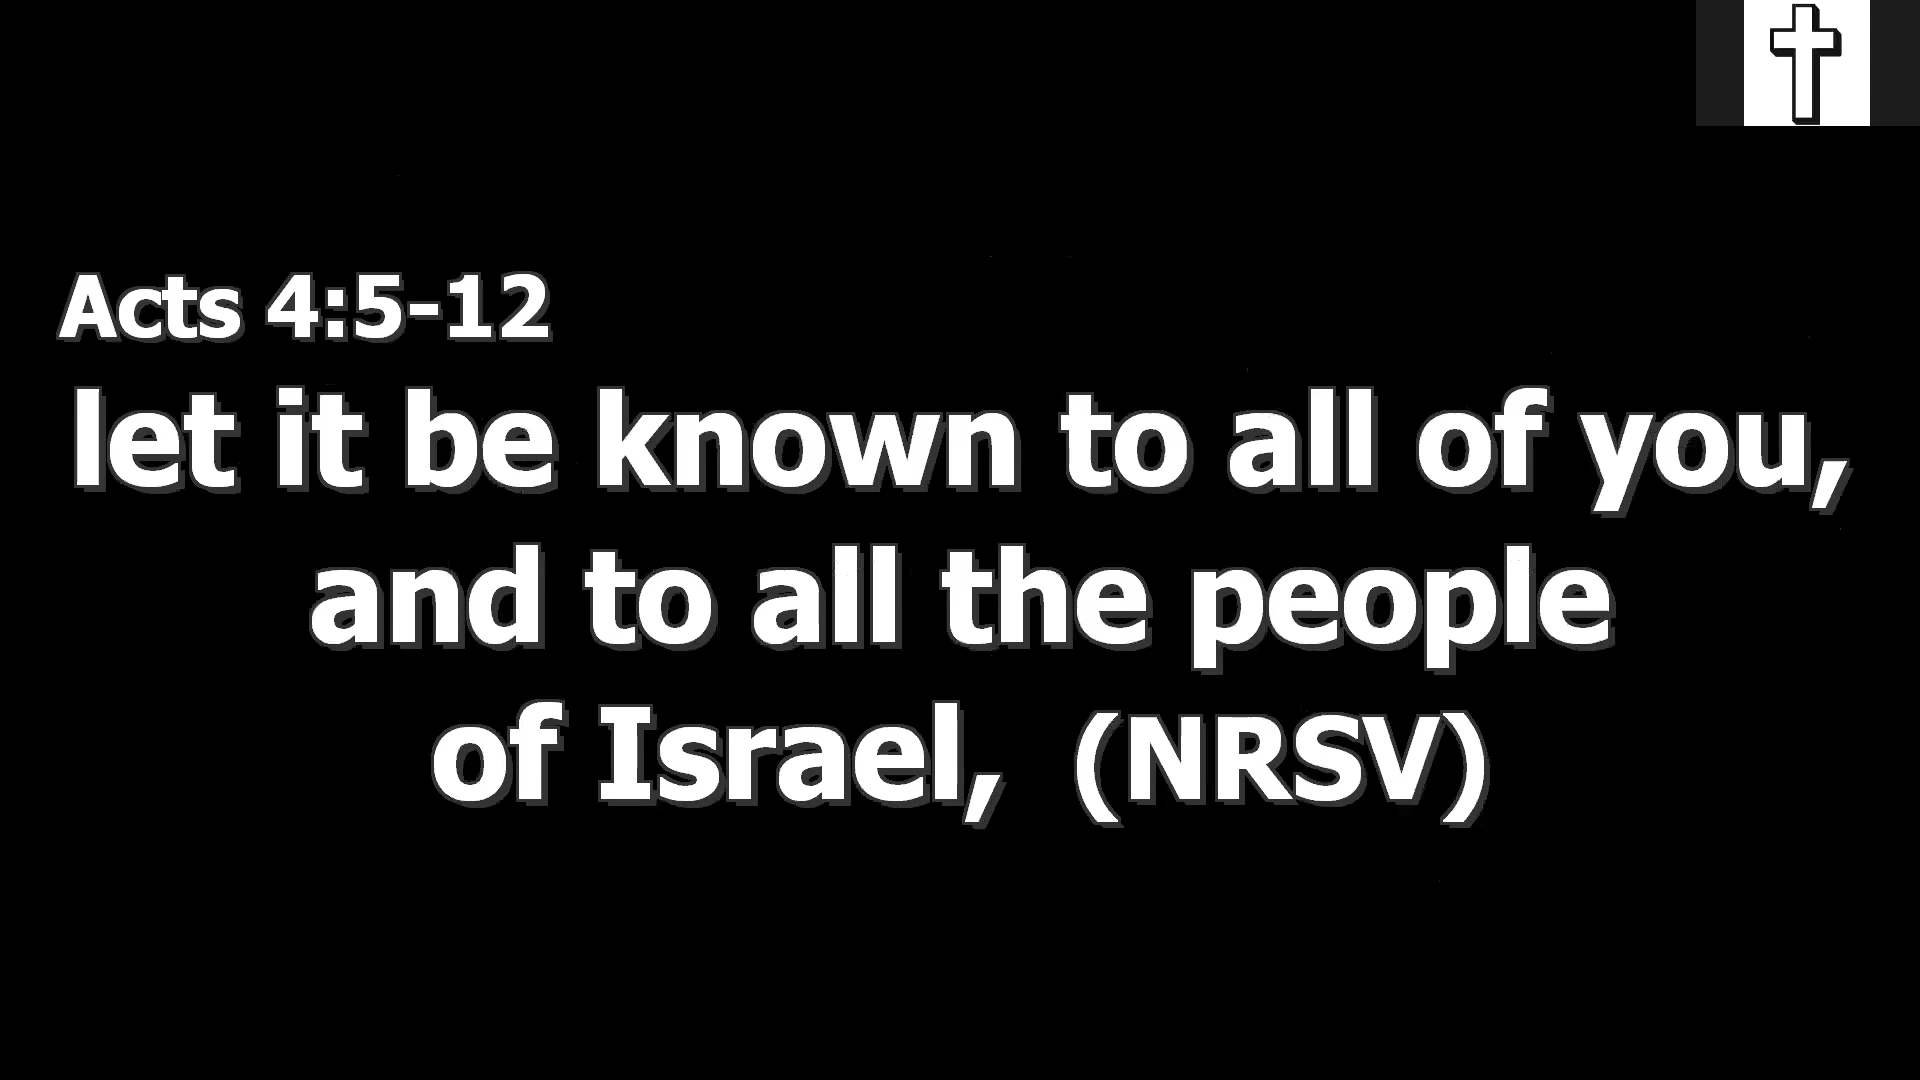 Acts 4:5-12
let it be known to all of you,
and to all the people
of Israel, (NRSV)